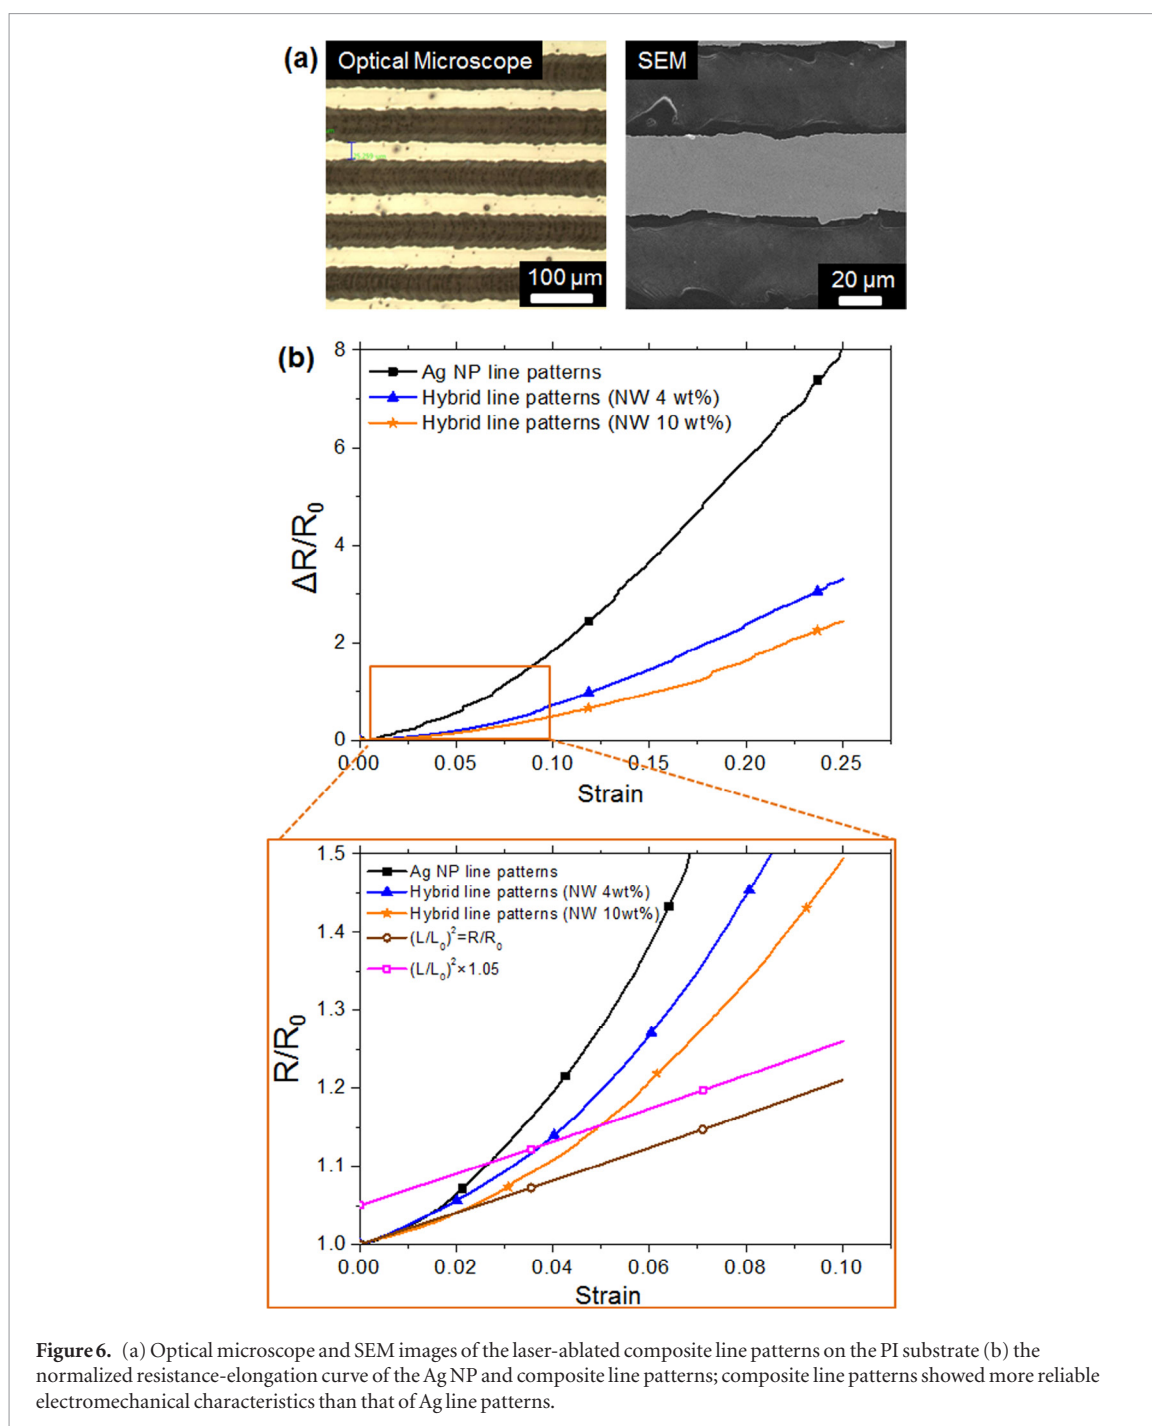 (a)
Optical Microscope
SEM
100 µm
20 µm
(b)
Ag NP line patterns
Hybrid line patterns (NW 4 wt%)
Hybrid line patterns (NW 10 wt%)
8
6
4
2
0
ΔR/R₀
0.00 0.05 0.10 0.15 0.20 0.25
Strain
Ag NP line patterns
Hybrid line patterns (NW 4wt%)
Hybrid line patterns (NW 10wt%)
(L/L₀)²=R/R₀
(L/L₀)²×1.05
1.5
1.4
1.3
1.2
1.1
1.0
R/R₀
0.00 0.02 0.04 0.06 0.08 0.10
Strain
Figure 6. (a) Optical microscope and SEM images of the laser-ablated composite line patterns on the PI substrate (b) the
normalized resistance-elongation curve of the Ag NP and composite line patterns; composite line patterns showed more reliable
electromechanical characteristics than that of Ag line patterns.